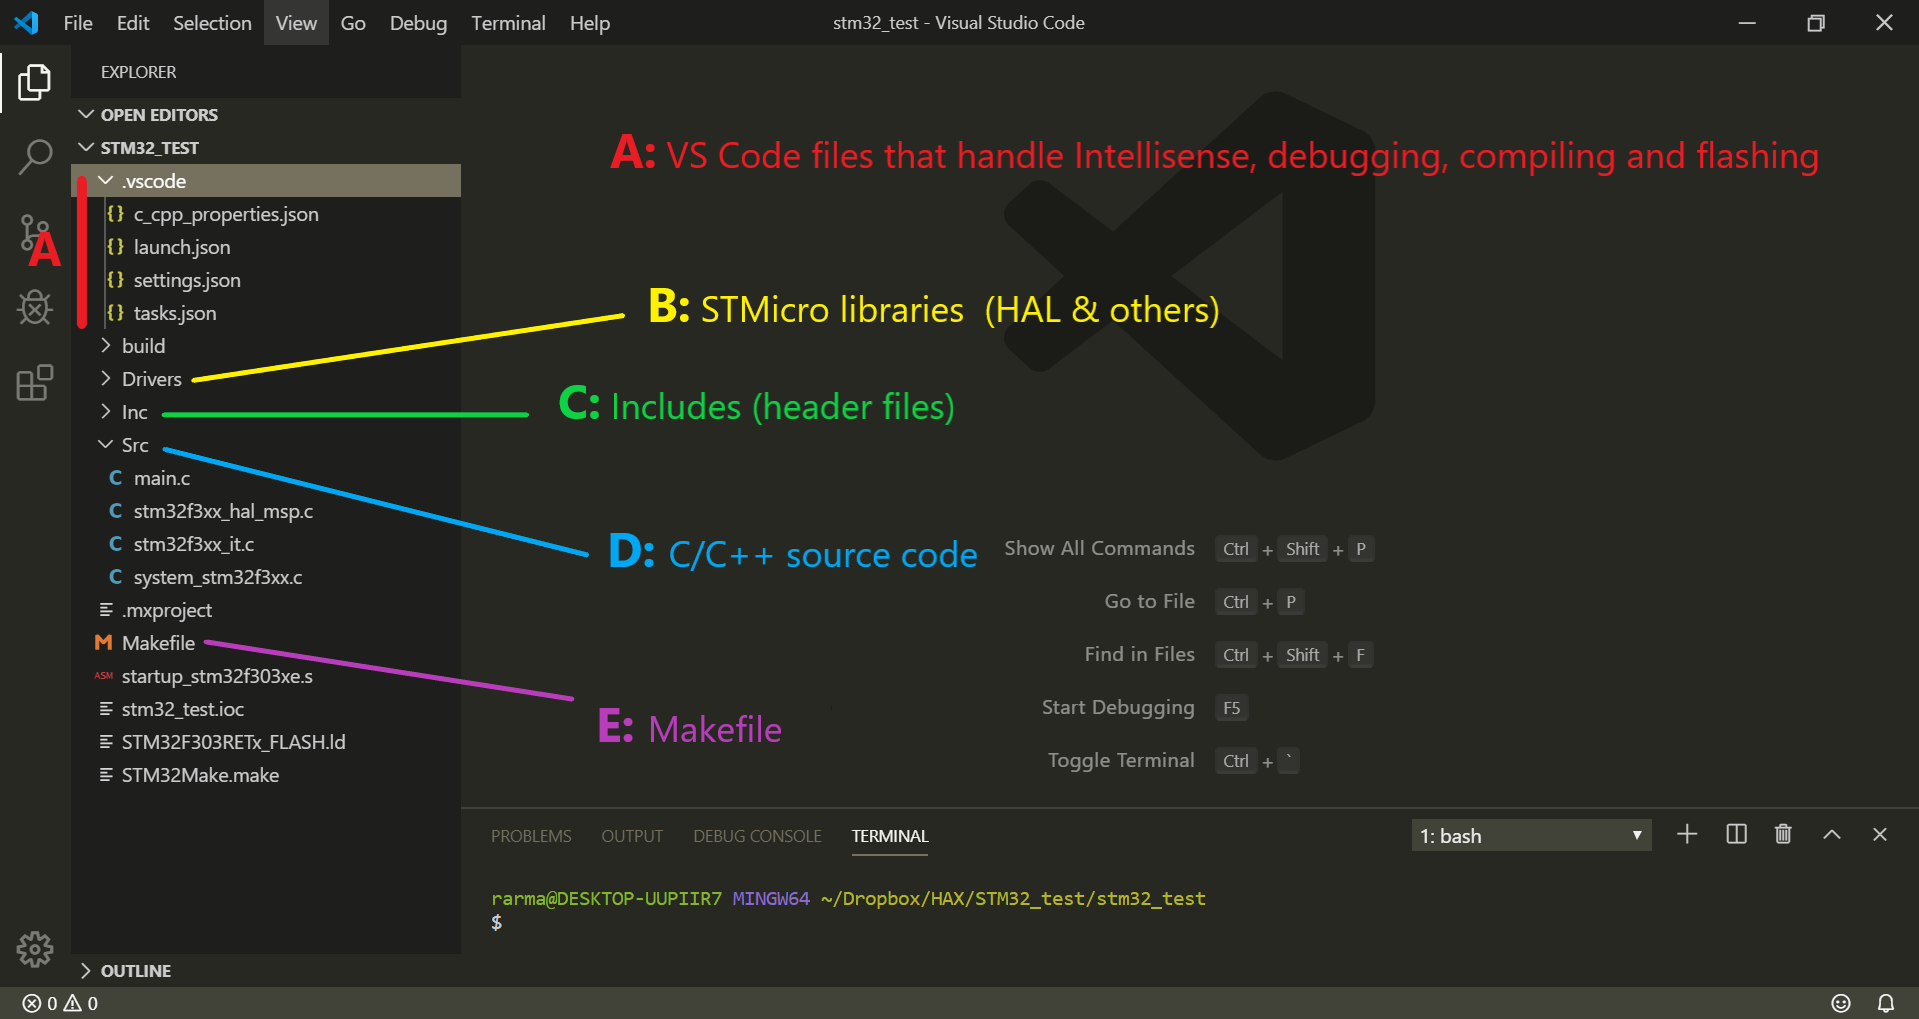 File Edit Selection View Go Debug Terminal Help stm32_test - Visual Studio Code
EXPLORER
OPEN EDITORS
STM32_TEST
.vscode
c_cpp_properties.json
launch.json
settings.json
tasks.json
build
Drivers
Inc
Src
main.c
stm32f3xx_hal_msp.c
stm32f3xx_it.c
system_stm32f3xx.c
.mxproject
Makefile
ASM startup_stm32f303xe.s
stm32_test.ioc
STM32F303RETx_FLASH.ld
STM32Make.make
OUTLINE
A
A: VS Code files that handle Intellisense, debugging, compiling and flashing
B: STMicro libraries (HAL & others)
C: Includes (header files)
D: C/C++ source code
E: Makefile
Show All Commands Ctrl + Shift + P
Go to File Ctrl + P
Find in Files Ctrl + Shift + F
Start Debugging F5
Toggle Terminal Ctrl + `
PROBLEMS OUTPUT DEBUG CONSOLE TERMINAL 1: bash
rarma@DESKTOP-UUPIIR7 MINGW64 ~/Dropbox/HAX/STM32_test/stm32_test
$
0 0